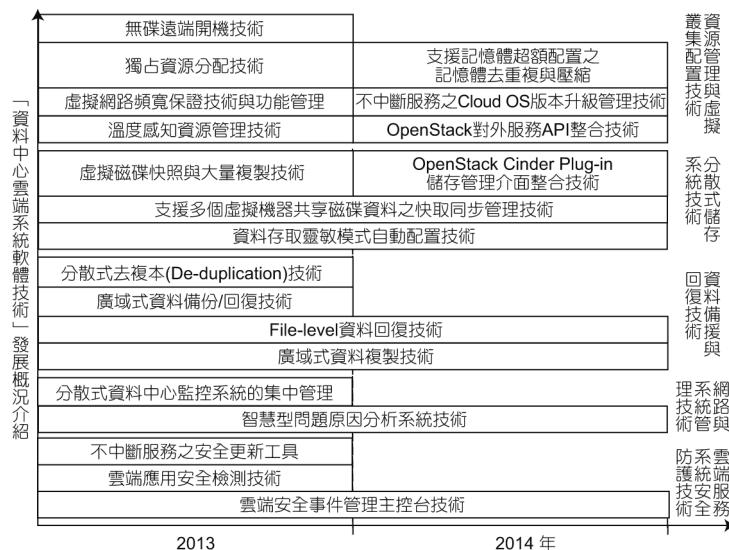 「資料中心雲端系統軟體技術」發展概況介紹
無碟遠端開機技術
獨占資源分配技術
支援記憶體超額配置之
記憶體去重複與壓縮
虛擬網路頻寬保證技術與功能管理
不中斷服務之Cloud OS版本升級管理技術
溫度感知資源管理技術
OpenStack對外服務API整合技術
資源管理與虛擬
叢集配置技術
虛擬磁碟快照與大量複製技術
OpenStack Cinder Plug-in
儲存管理介面整合技術
支援多個虛擬機器共享磁碟資料之快取同步管理技術
資料存取靈敏模式自動配置技術
分散式儲存
系統技術
分散式去複本(De-duplication)技術
廣域式資料備份/回復技術
File-level資料回復技術
廣域式資料複製技術
資料備援與
回復技術
分散式資料中心監控系統的集中管理
智慧型問題原因分析系統技術
網路與
系統管
理技術
不中斷服務之安全更新工具
雲端應用安全檢測技術
雲端安全事件管理主控台技術
雲端服務
系統安全
防護技術
2013
2014 年